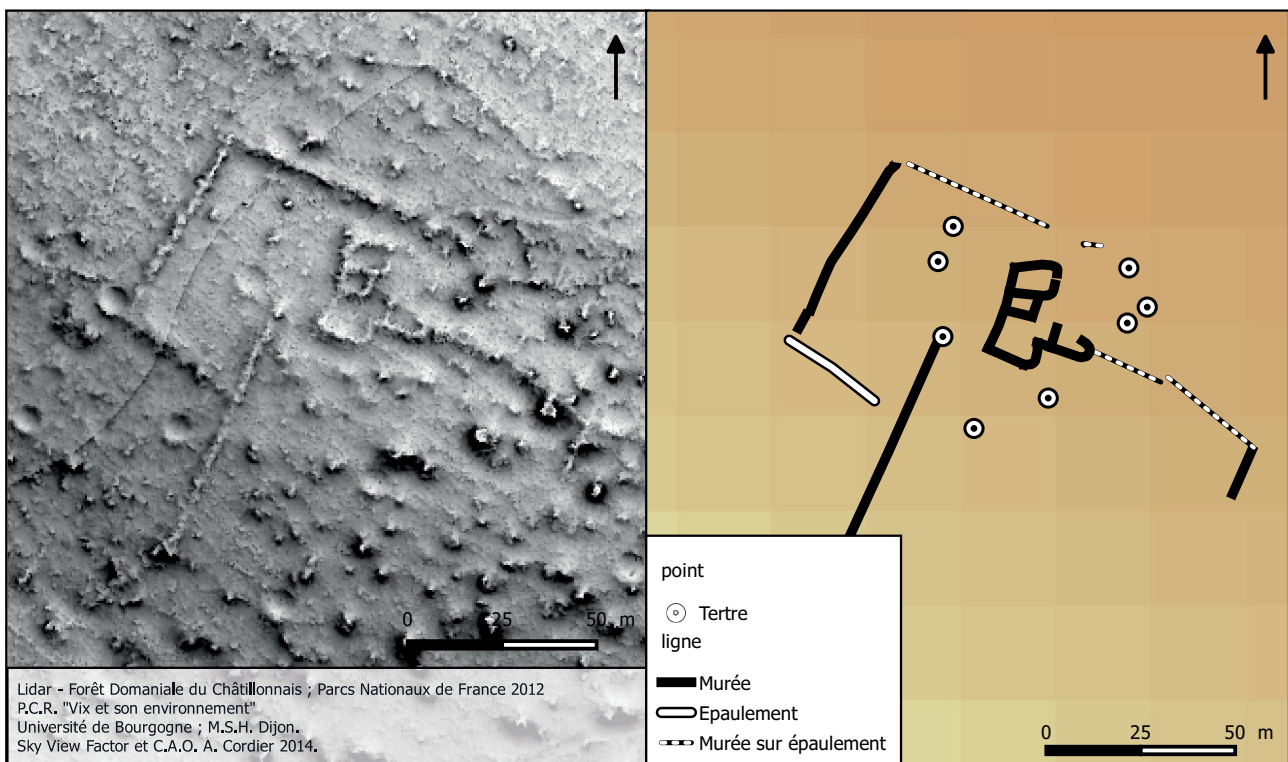 0 25 50 m
Lidar - Forêt Domaniale du Châtillonnais ; Parcs Nationaux de France 2012
P.C.R. "Vix et son environnement"
Université de Bourgogne ; M.S.H. Dijon.
Sky View Factor et C.A.O. A. Cordier 2014.
point
Tertre
ligne
Murée
Epaulement
Murée sur épaulement
0 25 50 m